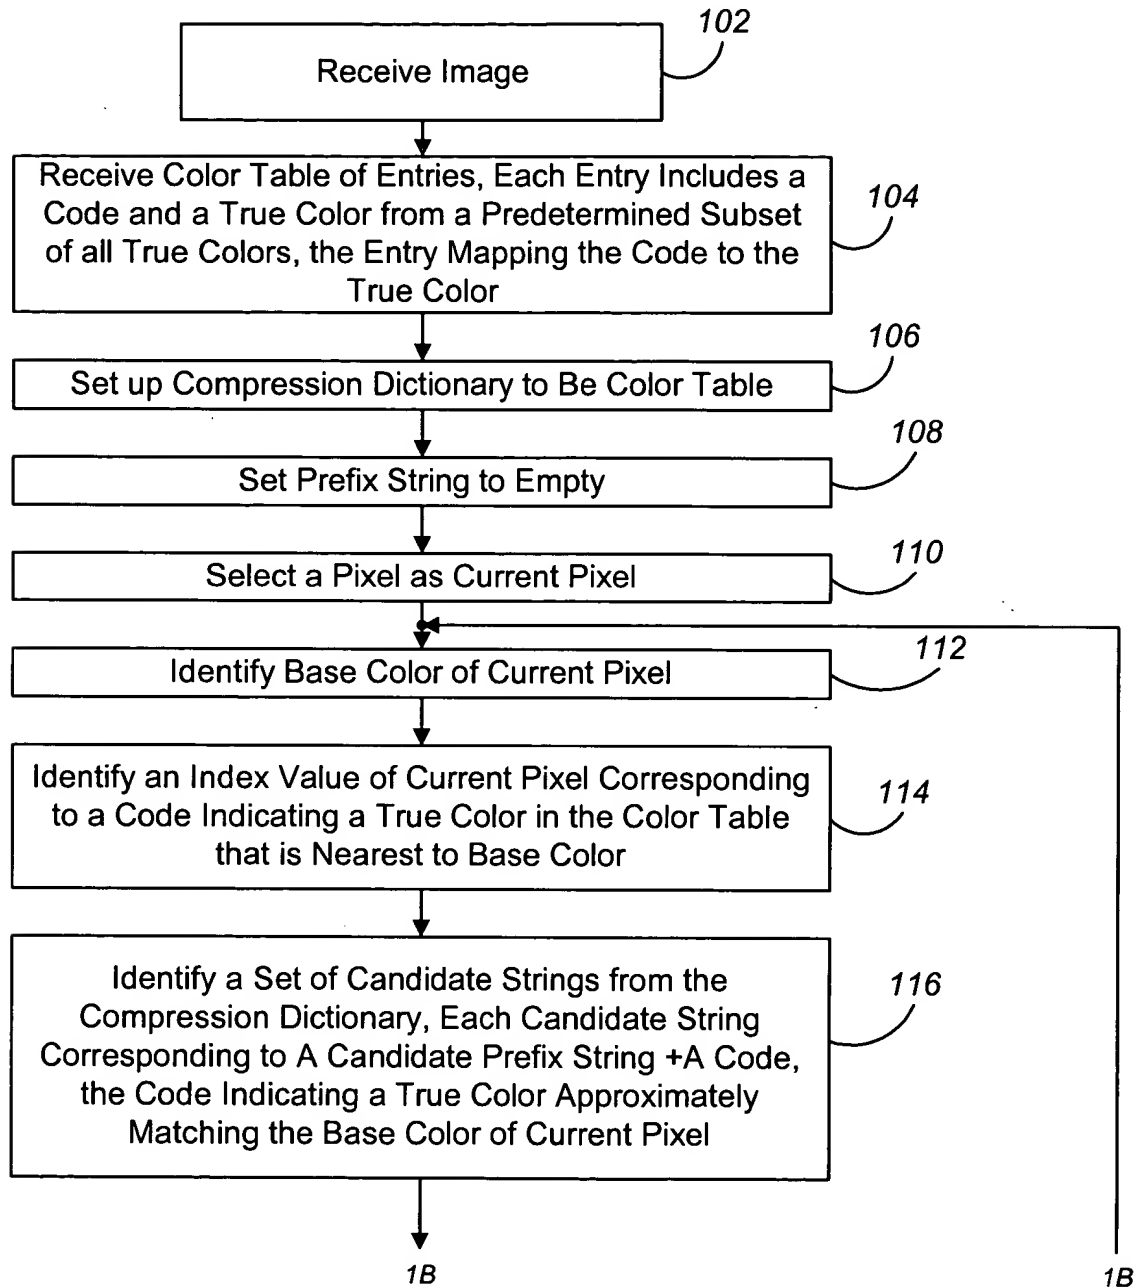 102
Receive Image
Receive Color Table of Entries, Each Entry Includes a
Code and a True Color from a Predetermined Subset
of all True Colors, the Entry Mapping the Code to the
True Color
104
106
Set up Compression Dictionary to Be Color Table
108
Set Prefix String to Empty
110
Select a Pixel as Current Pixel
112
Identify Base Color of Current Pixel
Identify an Index Value of Current Pixel Corresponding
to a Code Indicating a True Color in the Color Table
that is Nearest to Base Color
114
Identify a Set of Candidate Strings from the
Compression Dictionary, Each Candidate String
Corresponding to A Candidate Prefix String +A Code,
the Code Indicating a True Color Approximately
Matching the Base Color of Current Pixel
116
1B
1B